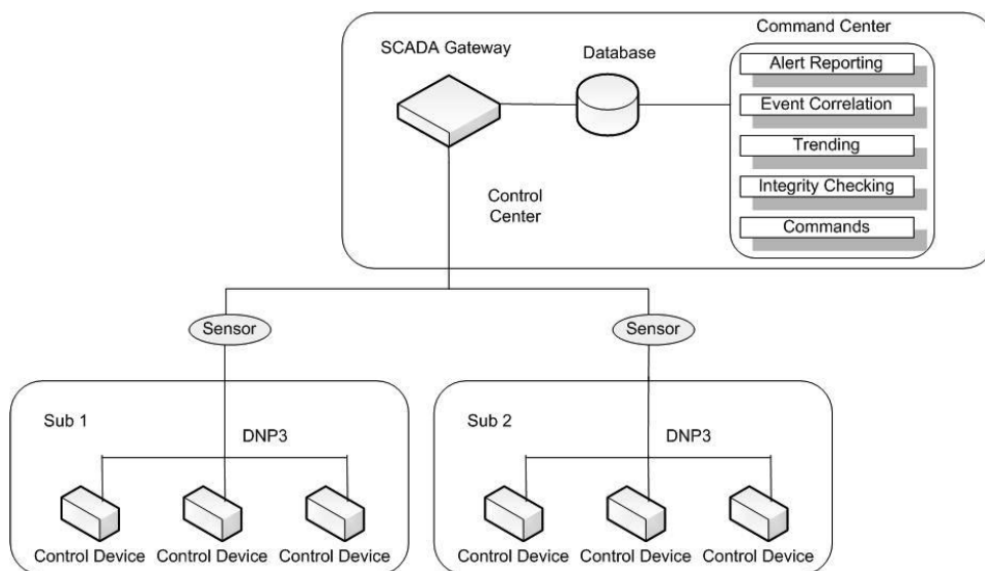 Command Center
SCADA Gateway
Database
Alert Reporting
Event Correlation
Trending
Integrity Checking
Commands
Control
Center
Sensor
Sensor
Sub 1
DNP3
Control Device
Control Device
Control Device
Sub 2
DNP3
Control Device
Control Device
Control Device